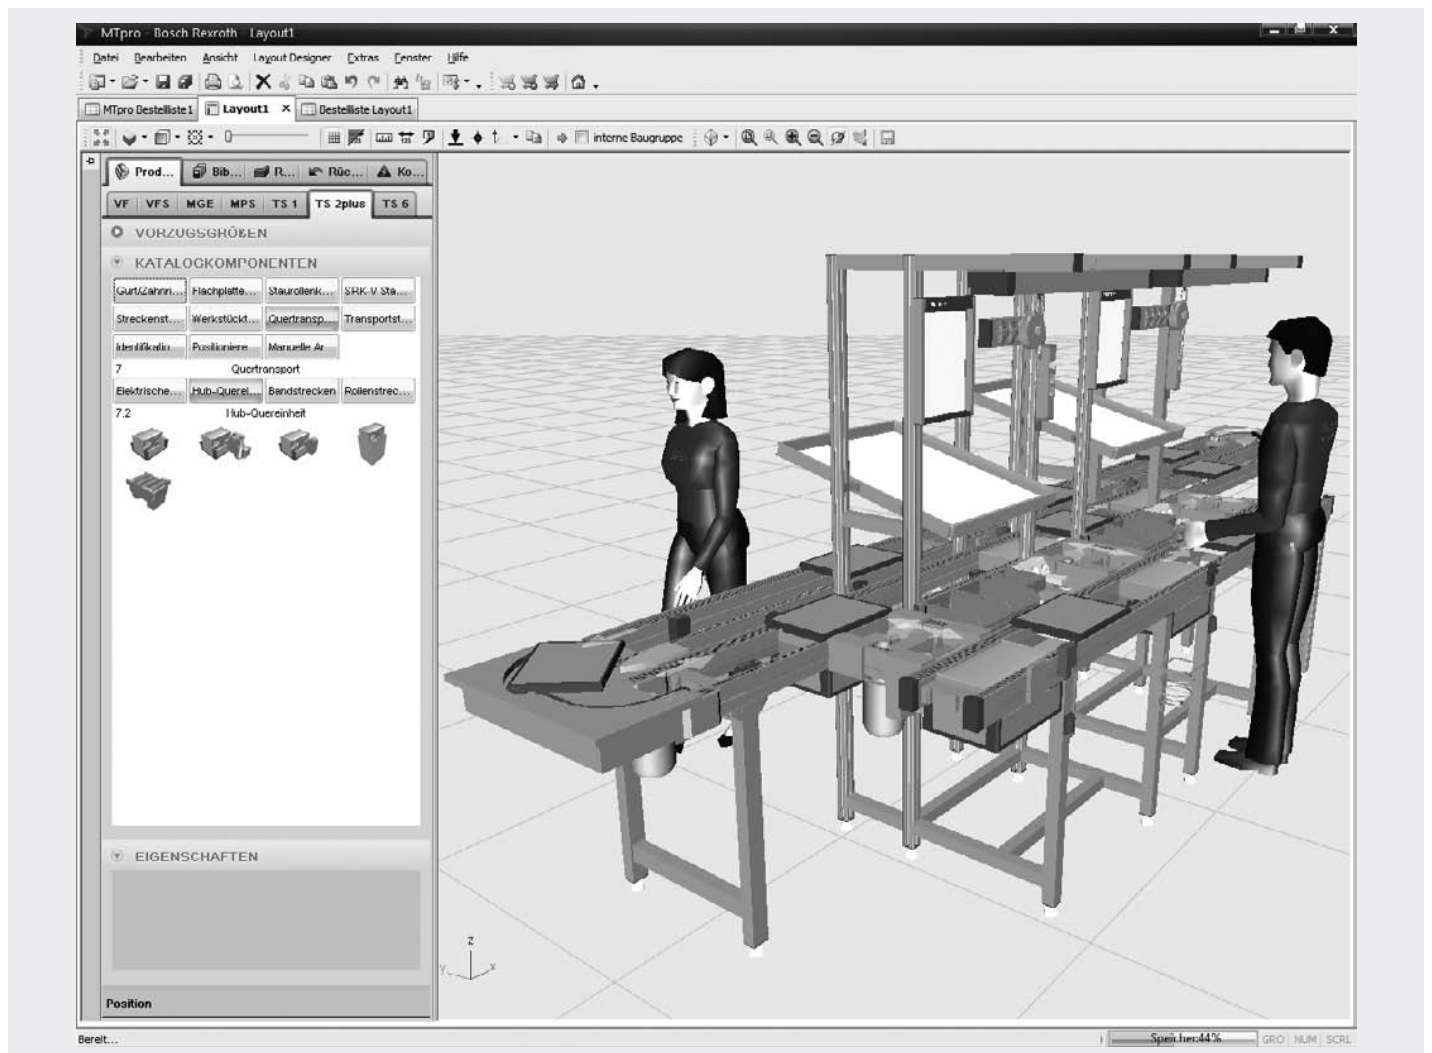 MTpro - Bosch Rexroth - Layout1
Datei Bearbeiten Ansicht Layout Designer Extras Fenster Hilfe
MTpro Bestelliste1 Layout1 × Bestelliste Layout1
interne Baugruppe
Prod... Bib... R... Rüc... Ko...
VF VFS MGE MPS TS 1 TS 2plus TS 6
VORZUGSGRÖßEN
KATALOGKOMPONENTEN
Gurt/Zahnri... Flachplatte... Staurollenk... SRK-V Sta...
Streckenst... Werkstückt... Quertransp... Transportst...
Identifikatio... Positioniere... Manuelle Ar...
7 Quertransport
Elektrische... Hub-Querei... Bandstrecken Rollenstrec...
7.2 Hub-Quereinheit
EIGENSCHAFTEN
z
y x
Position
Bereit...
Speicher:44% GRO NUM SCRL